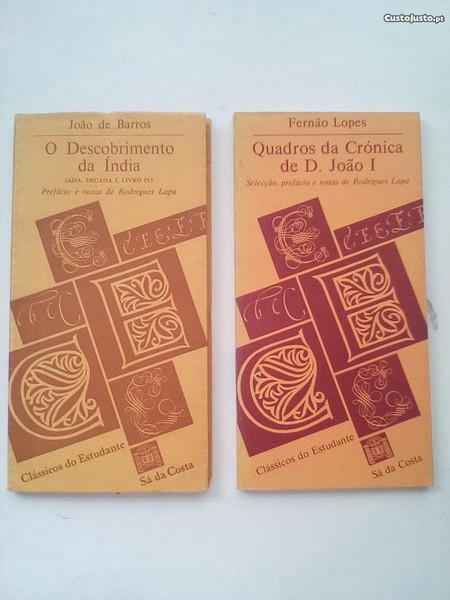 CustoJusto.pt
João de Barros
O Descobrimento
da Índia
(ÁSIA, DÉCADA I, LIVRO IV)
Prefácio e notas de Rodrigues Lapa
Clássicos do Estudante
Sá da Costa
Fernão Lopes
Quadros da Crónica
de D. João I
Selecção, prefácio e notas de Rodrigues Lapa
Clássicos do Estudante
Sá da Costa